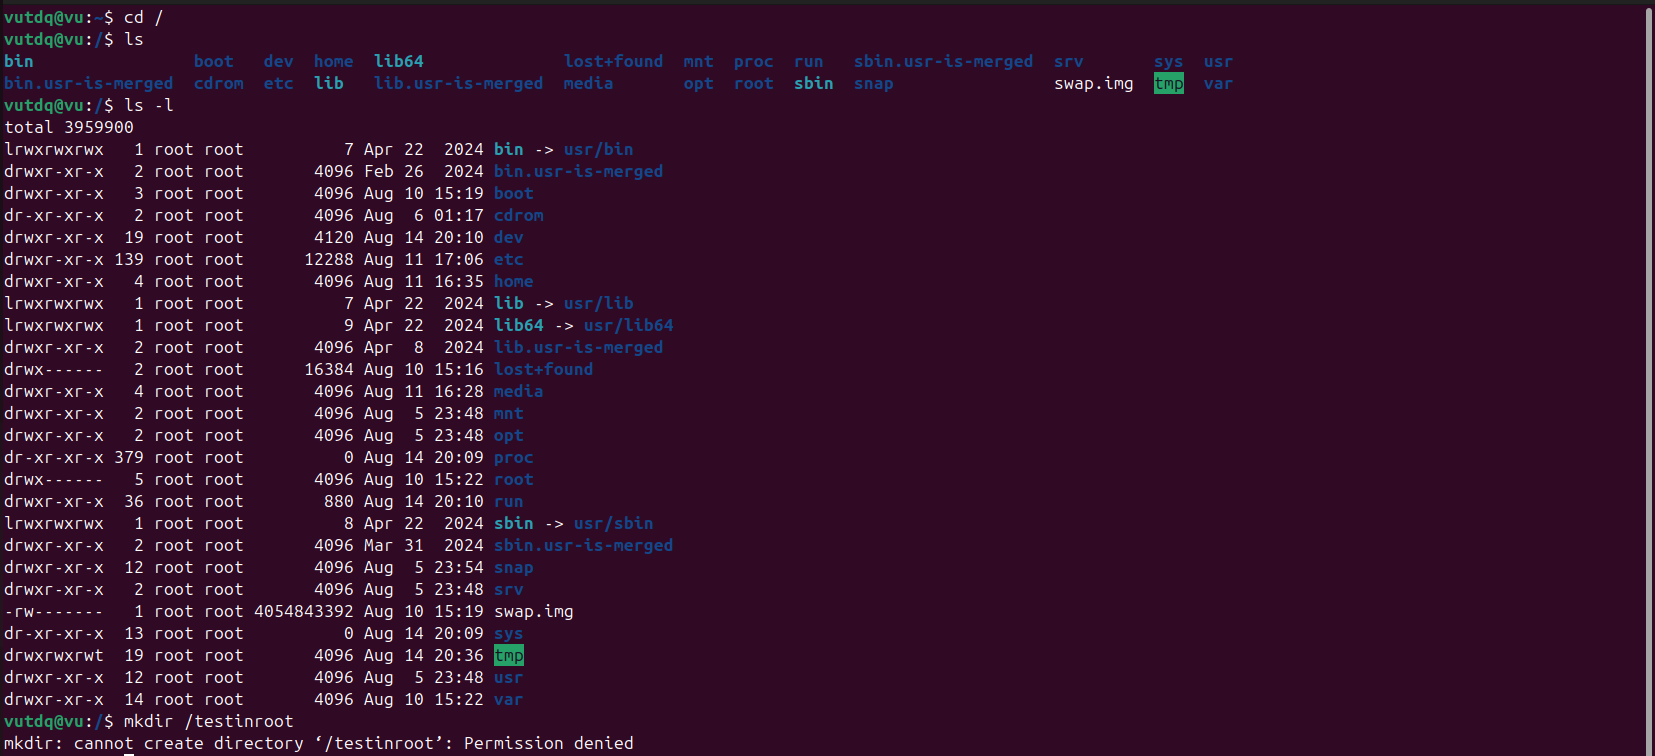 vutdq@vu:~$ cd /
vutdq@vu:/$ ls
bin                  boot   dev  home  lib64              lost+found  mnt  proc  run   sbin.usr-is-merged  srv       sys  usr
bin.usr-is-merged  cdrom  etc  lib   lib.usr-is-merged  media       opt  root  sbin  snap                swap.img  tmp  var
vutdq@vu:/$ ls -l
total 3959900
lrwxrwxrwx   1 root root          7 Apr 22  2024 bin -> usr/bin
drwxr-xr-x   2 root root       4096 Feb 26  2024 bin.usr-is-merged
drwxr-xr-x   3 root root       4096 Aug 10 15:19 boot
dr-xr-xr-x   2 root root       4096 Aug  6 01:17 cdrom
drwxr-xr-x  19 root root       4120 Aug 14 20:10 dev
drwxr-xr-x 139 root root      12288 Aug 11 17:06 etc
drwxr-xr-x   4 root root       4096 Aug 11 16:35 home
lrwxrwxrwx   1 root root          7 Apr 22  2024 lib -> usr/lib
lrwxrwxrwx   1 root root          9 Apr 22  2024 lib64 -> usr/lib64
drwxr-xr-x   2 root root       4096 Apr  8  2024 lib.usr-is-merged
drwx------   2 root root      16384 Aug 10 15:16 lost+found
drwxr-xr-x   4 root root       4096 Aug 11 16:28 media
drwxr-xr-x   2 root root       4096 Aug  5 23:48 mnt
drwxr-xr-x   2 root root       4096 Aug  5 23:48 opt
dr-xr-xr-x 379 root root          0 Aug 14 20:09 proc
drwx------   5 root root       4096 Aug 10 15:22 root
drwxr-xr-x  36 root root        880 Aug 14 20:10 run
lrwxrwxrwx   1 root root          8 Apr 22  2024 sbin -> usr/sbin
drwxr-xr-x   2 root root       4096 Mar 31  2024 sbin.usr-is-merged
drwxr-xr-x  12 root root       4096 Aug  5 23:54 snap
drwxr-xr-x   2 root root       4096 Aug  5 23:48 srv
-rw-------   1 root root 4054843392 Aug 10 15:19 swap.img
dr-xr-xr-x  13 root root          0 Aug 14 20:09 sys
drwxrwxrwt  19 root root       4096 Aug 14 20:36 tmp
drwxr-xr-x  12 root root       4096 Aug  5 23:48 usr
drwxr-xr-x  14 root root       4096 Aug 10 15:22 var
vutdq@vu:/$ mkdir /testinroot
mkdir: cannot create directory ‘/testinroot’: Permission denied